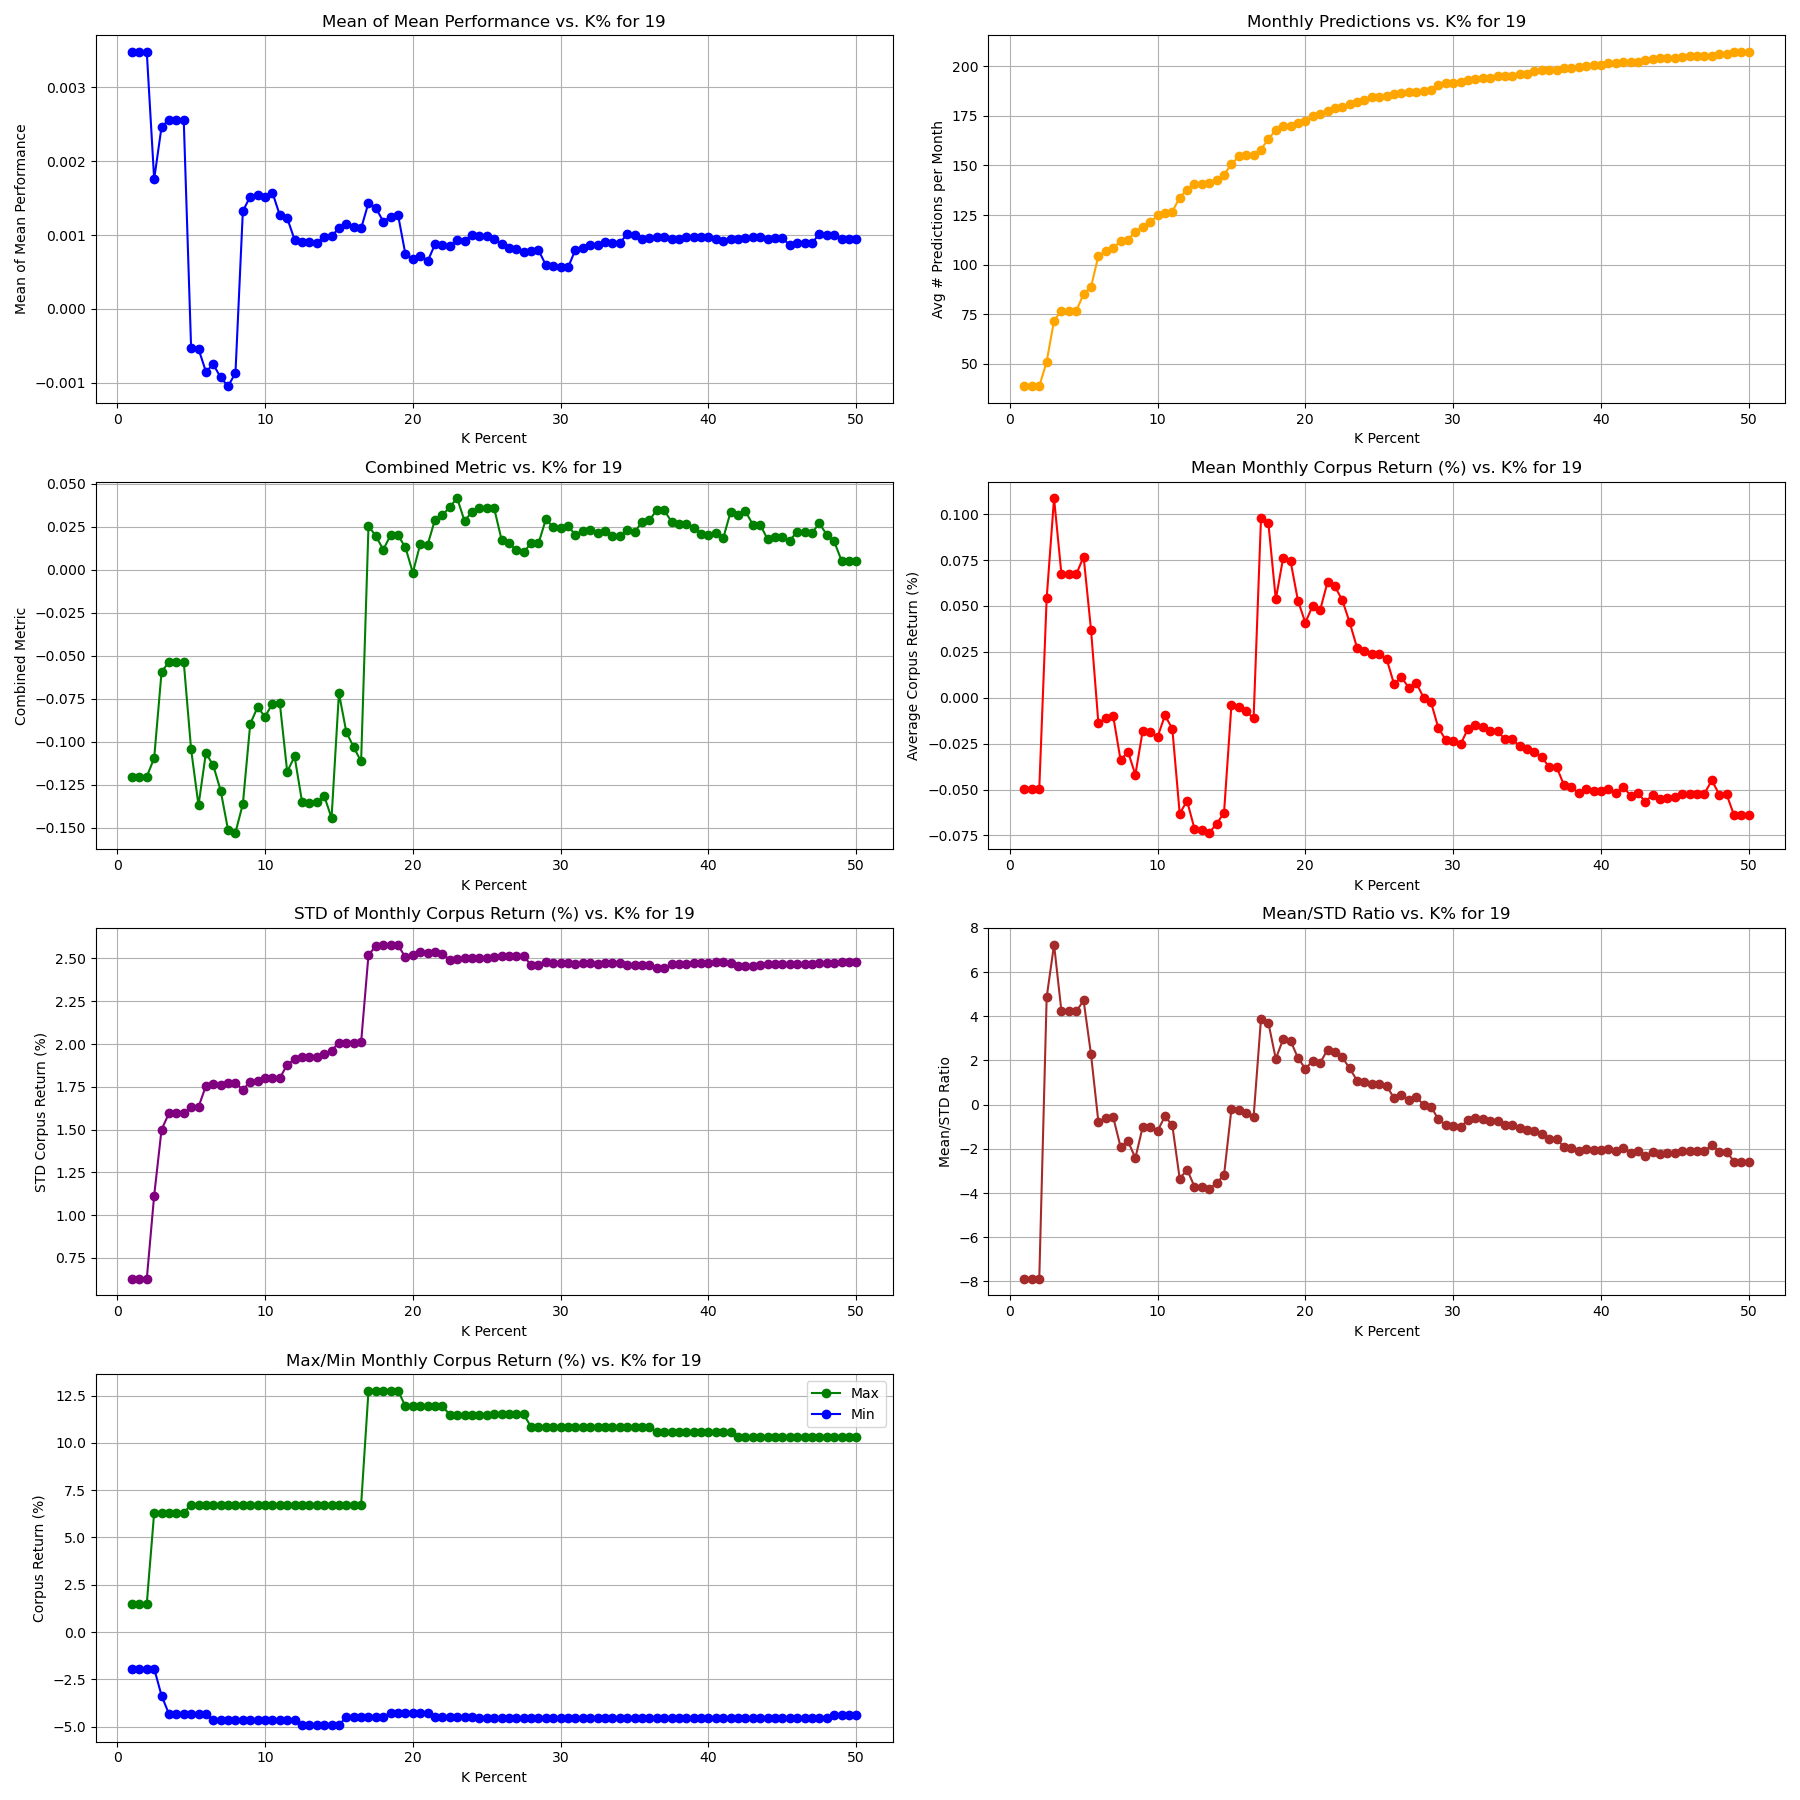 Mean of Mean Performance vs. K% for 19
Mean of Mean Performance
0.003
0.002
0.001
0.000
−0.001
0 10 20 30 40 50
K Percent
Monthly Predictions vs. K% for 19
Avg # Predictions per Month
200
175
150
125
100
75
50
0 10 20 30 40 50
K Percent
Combined Metric vs. K% for 19
Combined Metric
0.050
0.025
0.000
−0.025
−0.050
−0.075
−0.100
−0.125
−0.150
0 10 20 30 40 50
K Percent
Mean Monthly Corpus Return (%) vs. K% for 19
Average Corpus Return (%)
0.100
0.075
0.050
0.025
0.000
−0.025
−0.050
−0.075
0 10 20 30 40 50
K Percent
STD of Monthly Corpus Return (%) vs. K% for 19
STD Corpus Return (%)
2.50
2.25
2.00
1.75
1.50
1.25
1.00
0.75
0 10 20 30 40 50
K Percent
Mean/STD Ratio vs. K% for 19
Mean/STD Ratio
8
6
4
2
0
−2
−4
−6
−8
0 10 20 30 40 50
K Percent
Max/Min Monthly Corpus Return (%) vs. K% for 19
Corpus Return (%)
12.5
10.0
7.5
5.0
2.5
0.0
−2.5
−5.0
Max
Min
0 10 20 30 40 50
K Percent